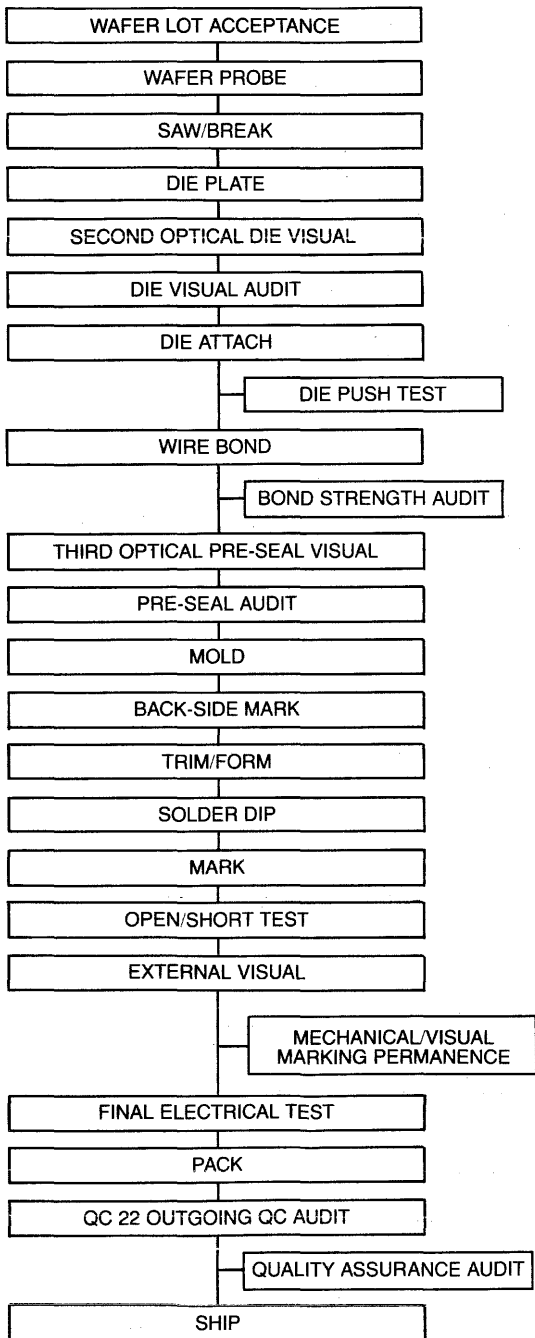 WAFER LOT ACCEPTANCE
WAFER PROBE
SAW/BREAK
DIE PLATE
SECOND OPTICAL DIE VISUAL
DIE VISUAL AUDIT
DIE ATTACH
DIE PUSH TEST
WIRE BOND
BOND STRENGTH AUDIT
THIRD OPTICAL PRE-SEAL VISUAL
PRE-SEAL AUDIT
MOLD
BACK-SIDE MARK
TRIM/FORM
SOLDER DIP
MARK
OPEN/SHORT TEST
EXTERNAL VISUAL
MECHANICAL/VISUAL
MARKING PERMANENCE
FINAL ELECTRICAL TEST
PACK
QC 22 OUTGOING QC AUDIT
QUALITY ASSURANCE AUDIT
SHIP